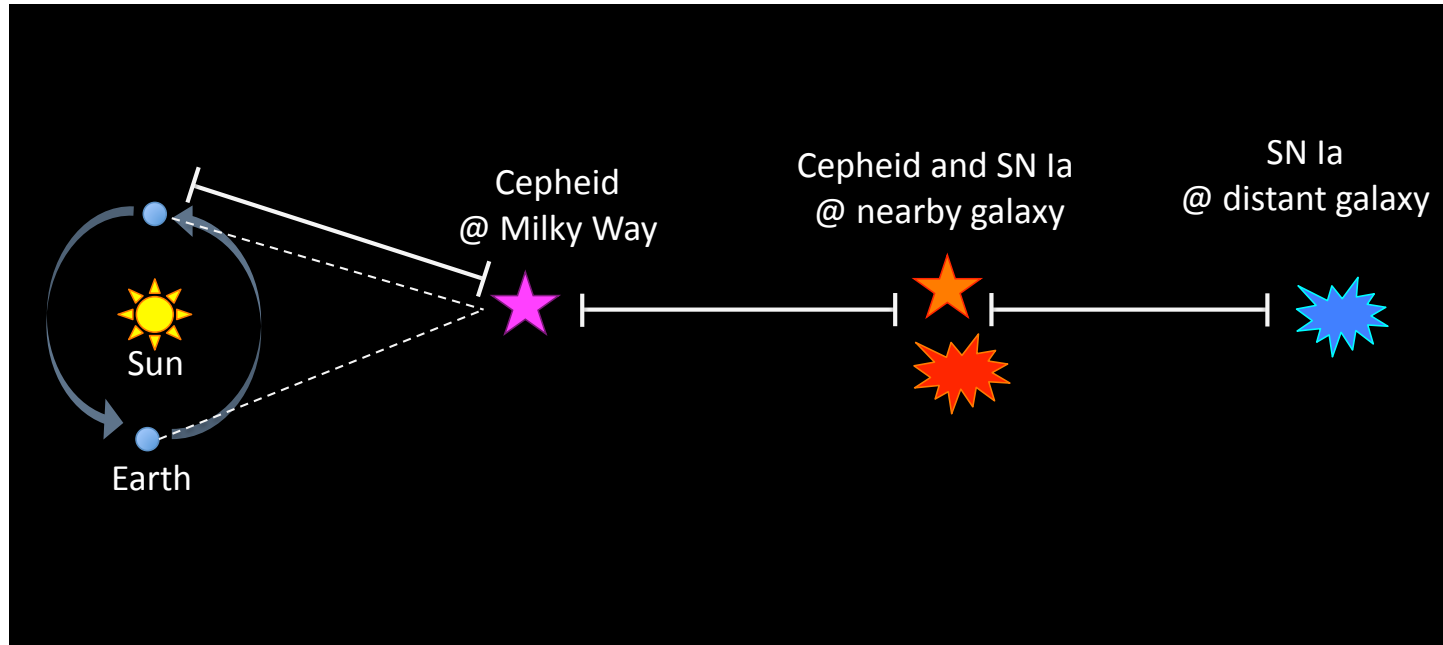 Sun
Earth
Cepheid
@ Milky Way
Cepheid and SN Ia
@ nearby galaxy
SN Ia
@ distant galaxy